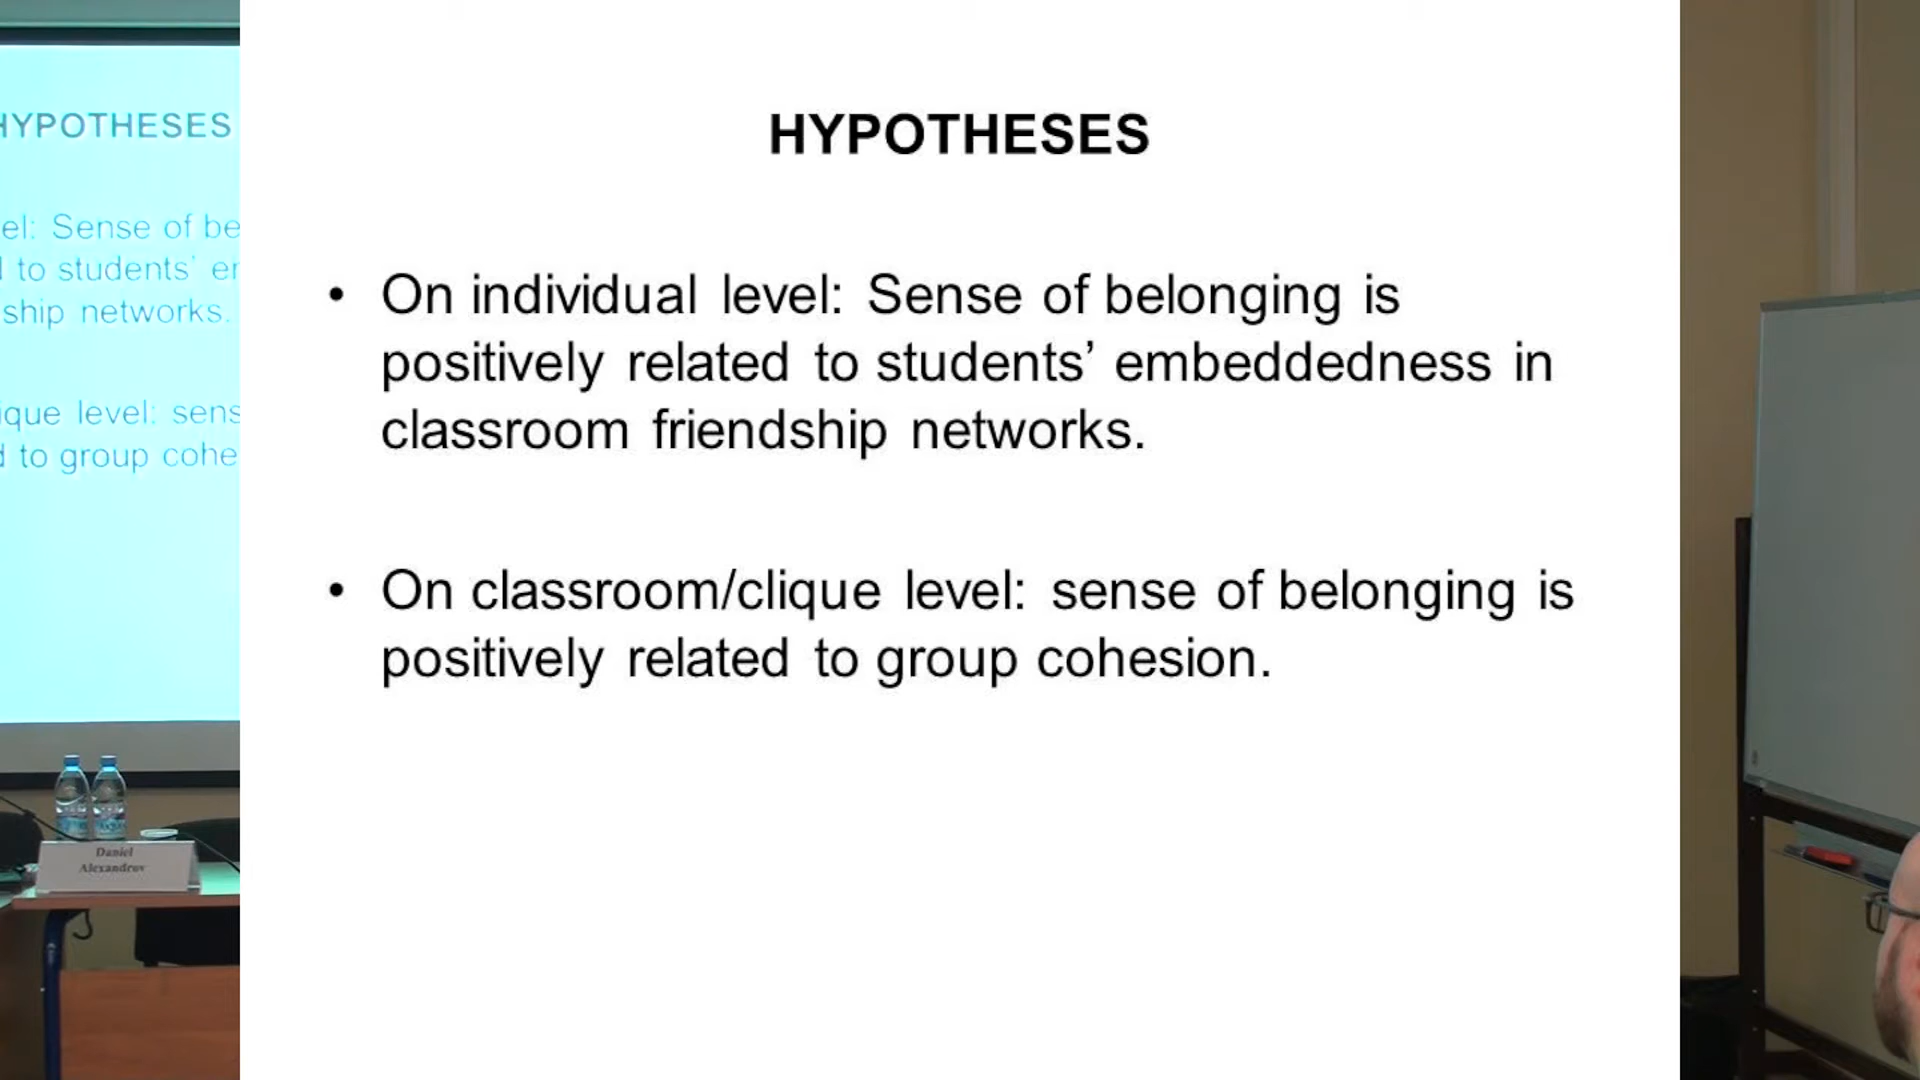 HYPOTHESES
On individual level: Sense of belonging is
positively related to students’ embeddedness in
classroom friendship networks.
On classroom/clique level: sense of belonging is
positively related to group cohesion.
HYPOTHESES
el: Sense of be
to students’ er
ship networks.
ique level: sens
d to group cohe
Daniel
Alexandrov